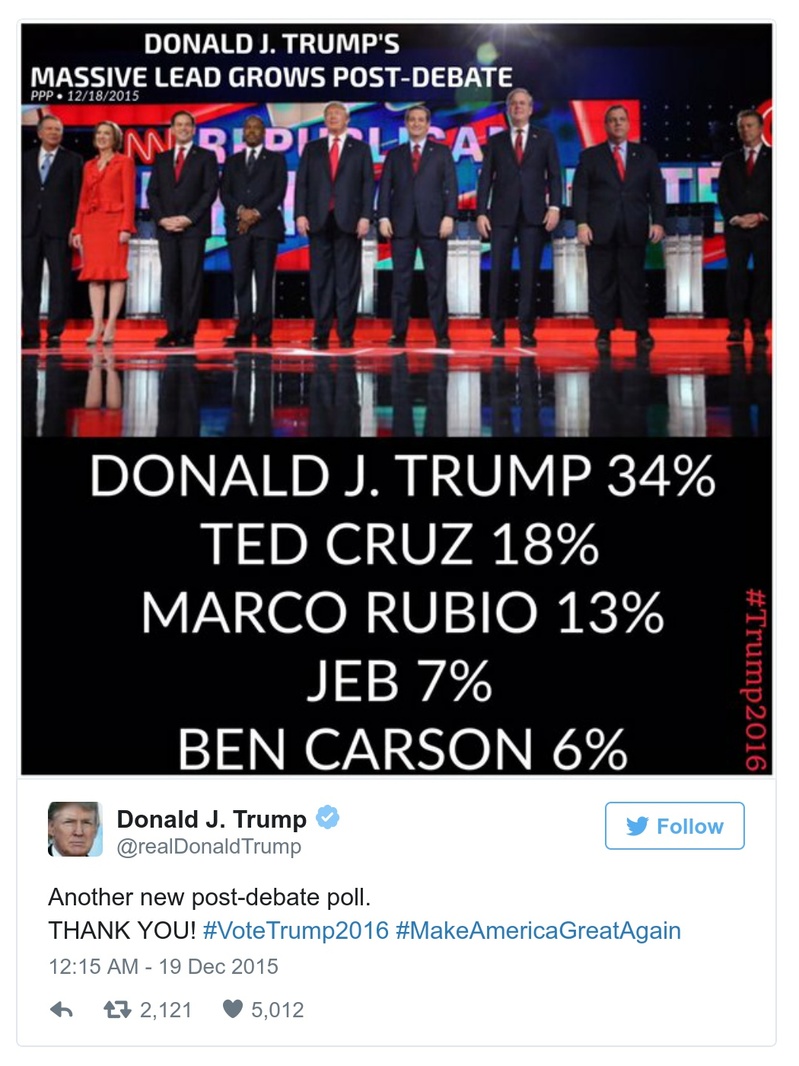 DONALD J. TRUMP'S
MASSIVE LEAD GROWS POST-DEBATE
PPP • 12/18/2015
CNN REPUBLICAN
DONALD J. TRUMP 34%
TED CRUZ 18%
MARCO RUBIO 13%
JEB 7%
BEN CARSON 6%
#Trump2016
Donald J. Trump
@realDonaldTrump
Follow
Another new post-debate poll.
THANK YOU! #VoteTrump2016 #MakeAmericaGreatAgain
12:15 AM - 19 Dec 2015
2,121 5,012